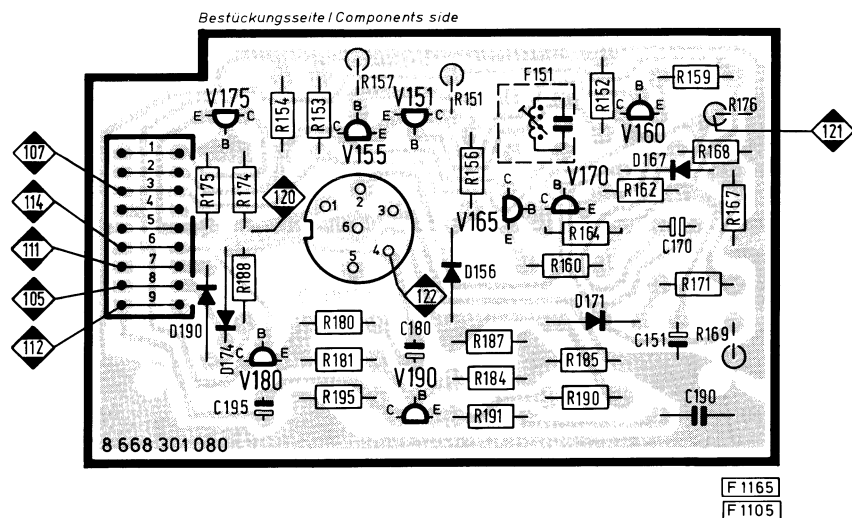 Bestückungsseite / Components side
R157
R151
F151
R159
V175
R154
R153
V151
R152
R176
E C
B
B
C E
E C
B
B
C E
V160
V155
121
R168
107
1
2
3
4
5
6
7
8
9
R175
R174
120
R156
D167
V170
R162
R167
114
1
2
3
4
5
6
C
B
E
V165
B
C E
R164
C170
111
R188
122
D156
R160
R171
105
D190
D174
R180
C180
D171
C151
R169
112
B
C E
V180
R181
R187
R185
V190
R184
C195
R195
B
C E
R191
R190
C190
8 668 301 080
F 1165
F 1105